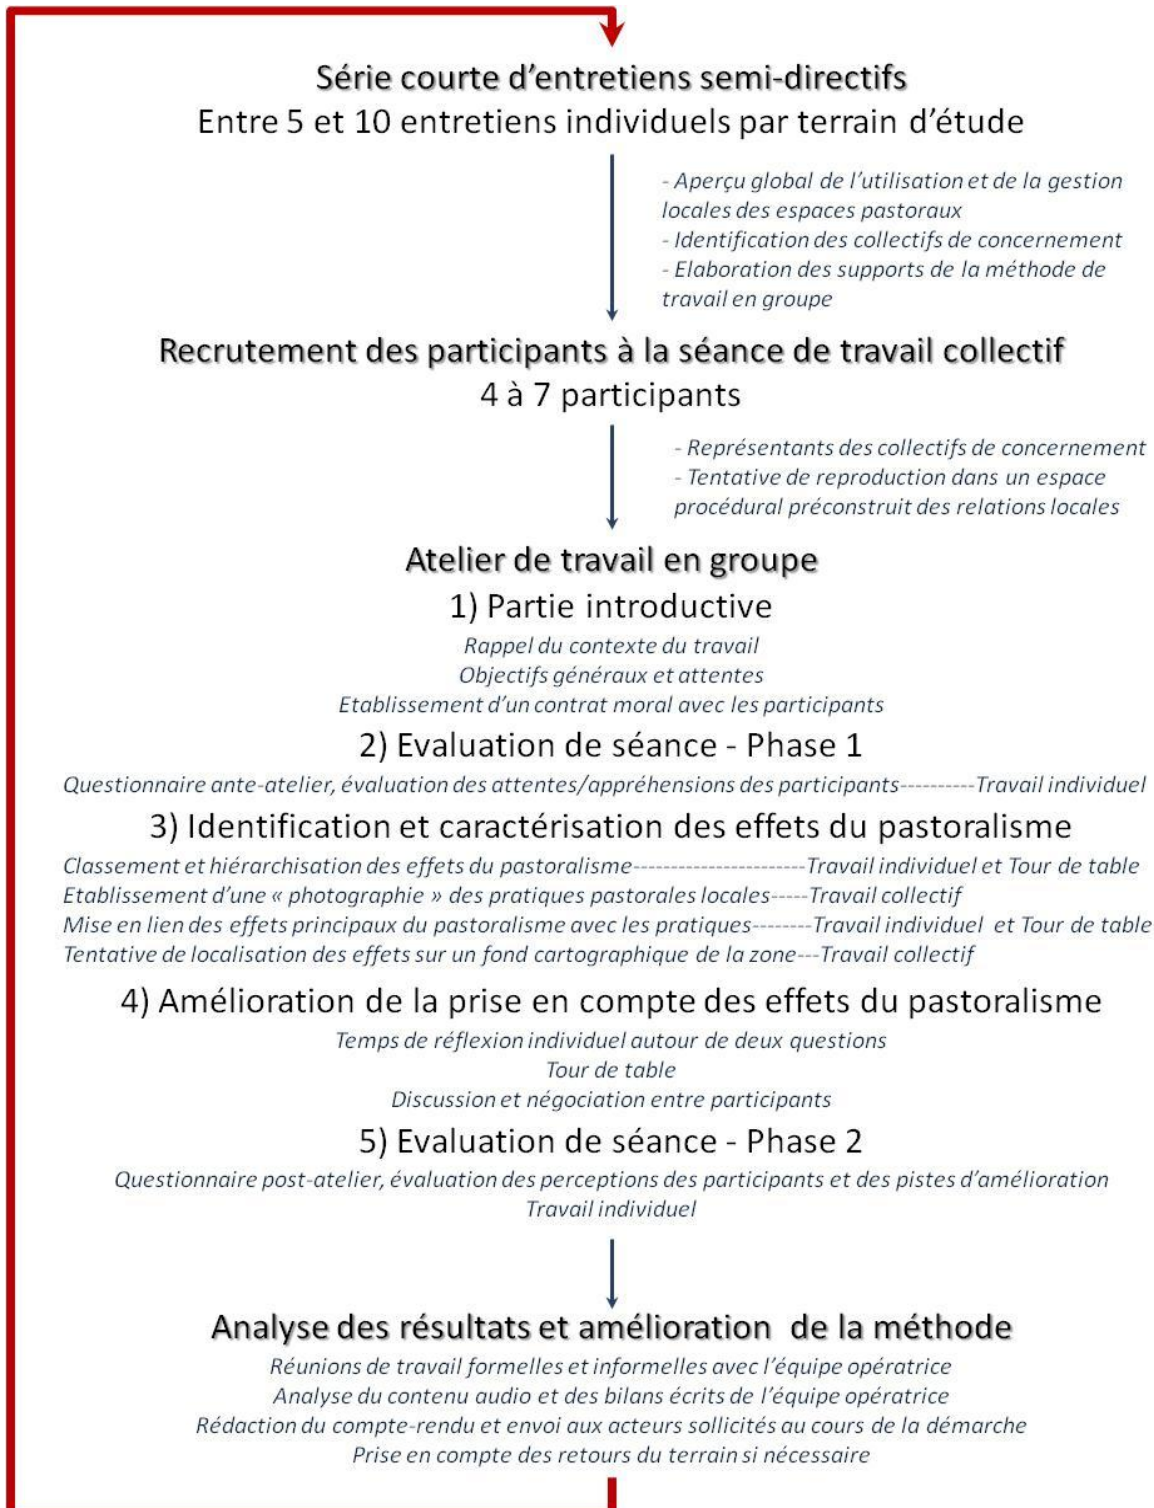 Série courte d’entretiens semi-directifs
Entre 5 et 10 entretiens individuels par terrain d’étude
- Aperçu global de l’utilisation et de la gestion
locales des espaces pastoraux
- Identification des collectifs de concernement
- Elaboration des supports de la méthode de
travail en groupe
Recrutement des participants à la séance de travail collectif
4 à 7 participants
- Représentants des collectifs de concernement
- Tentative de reproduction dans un espace
procédural préconstruit des relations locales
Atelier de travail en groupe
1) Partie introductive
Rappel du contexte du travail
Objectifs généraux et attentes
Etablissement d’un contrat moral avec les participants
2) Evaluation de séance - Phase 1
Questionnaire ante-atelier, évaluation des attentes/appréhensions des participants----------Travail individuel
3) Identification et caractérisation des effets du pastoralisme
Classement et hiérarchisation des effets du pastoralisme-----------------------Travail individuel et Tour de table
Etablissement d’une « photographie » des pratiques pastorales locales-----Travail collectif
Mise en lien des effets principaux du pastoralisme avec les pratiques--------Travail individuel et Tour de table
Tentative de localisation des effets sur un fond cartographique de la zone---Travail collectif
4) Amélioration de la prise en compte des effets du pastoralisme
Temps de réflexion individuel autour de deux questions
Tour de table
Discussion et négociation entre participants
5) Evaluation de séance - Phase 2
Questionnaire post-atelier, évaluation des perceptions des participants et des pistes d’amélioration
Travail individuel
Analyse des résultats et amélioration de la méthode
Réunions de travail formelles et informelles avec l’équipe opératrice
Analyse du contenu audio et des bilans écrits de l’équipe opératrice
Rédaction du compte-rendu et envoi aux acteurs sollicités au cours de la démarche
Prise en compte des retours du terrain si nécessaire